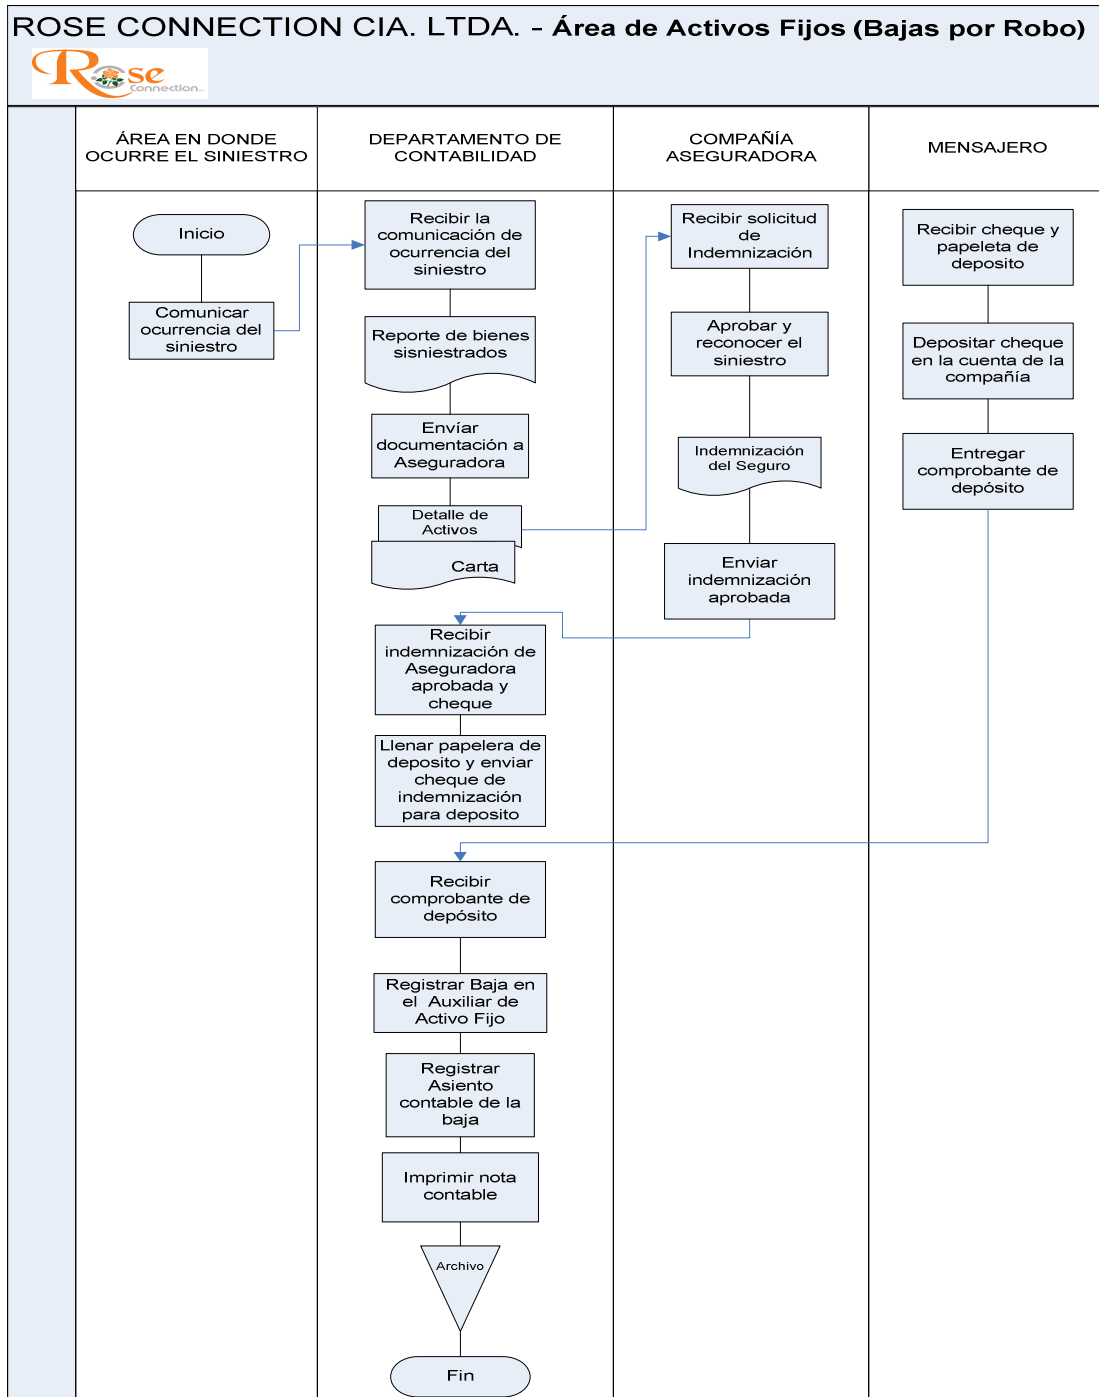 ROSE CONNECTION CIA. LTDA. - Área de Activos Fijos (Bajas por Robo)
Rose
Connection
ÁREA EN DONDE
OCURRE EL SINIESTRO
DEPARTAMENTO DE
CONTABILIDAD
COMPAÑÍA
ASEGURADORA
MENSAJERO
Inicio
Comunicar
ocurrencia del
siniestro
Recibir la
comunicación de
ocurrencia del
siniestro
Reporte de bienes
sisniestrados
Envíar
documentación a
Aseguradora
Detalle de
Activos
Carta
Recibir solicitud
de
Indemnización
Aprobar y
reconocer el
siniestro
Indemnización
del Seguro
Enviar
indemnización
aprobada
Recibir
indemnización de
Aseguradora
aprobada y
cheque
Llenar papelera de
deposito y enviar
cheque de
indemnización
para deposito
Recibir cheque y
papeleta de
deposito
Depositar cheque
en la cuenta de la
compañía
Entregar
comprobante de
depósito
Recibir
comprobante de
depósito
Registrar Baja en
el Auxiliar de
Activo Fijo
Registrar
Asiento
contable de la
baja
Imprimir nota
contable
Archivo
Fin